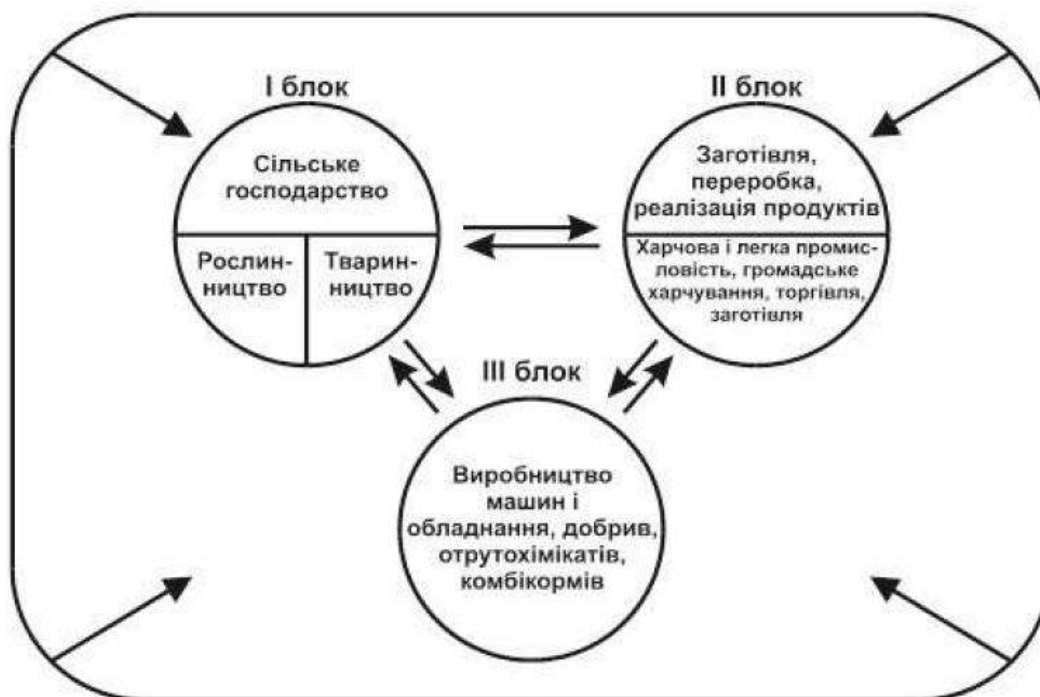 І блок
Сільське
господарство
Рослин-
ництво
Тварин-
ництво
ІІ блок
Заготівля,
переробка,
реалізація продуктів
Харчова і легка промис-
ловість, громадське
харчування, торгівля,
заготівля
ІІІ блок
Виробництво
машин і
обладнання, добрив,
отрутохімікатів,
комбікормів